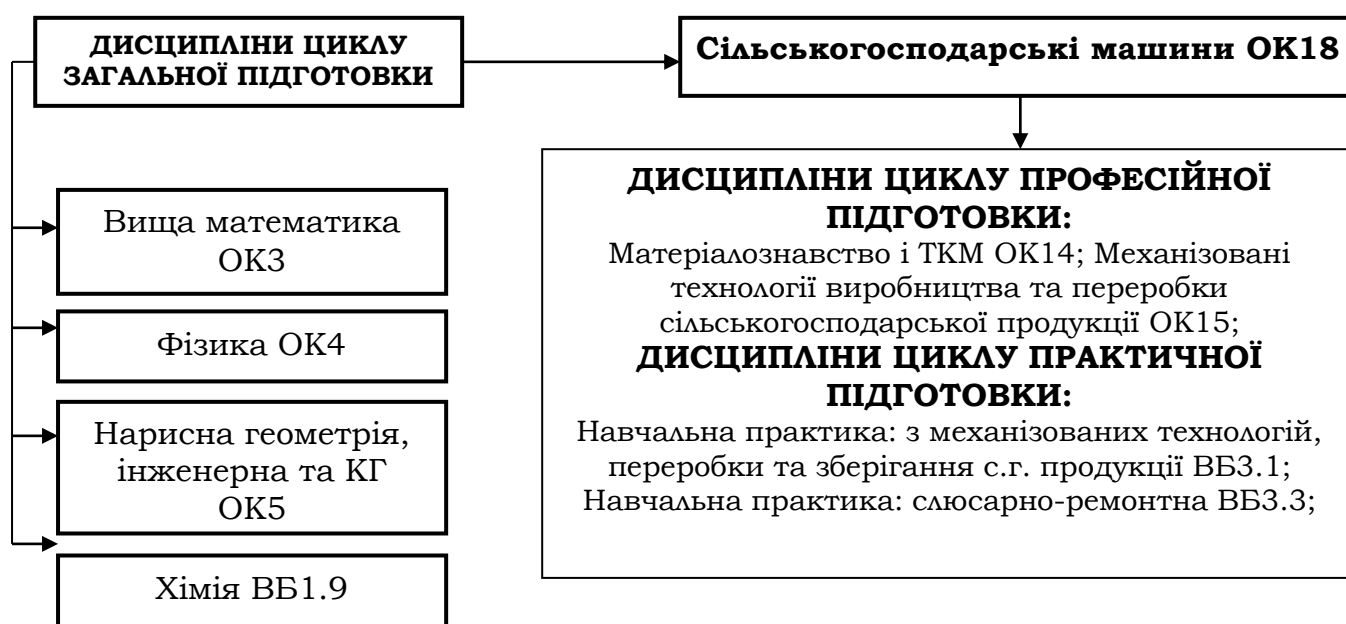 ДИСЦИПЛІНИ ЦИКЛУ
ЗАГАЛЬНОЇ ПІДГОТОВКИ
Сільськогосподарські машини ОК18
Вища математика
ОК3
Фізика ОК4
Нарисна геометрія,
інженерна та КГ
ОК5
Хімія ВБ1.9
ДИСЦИПЛІНИ ЦИКЛУ ПРОФЕСІЙНОЇ
ПІДГОТОВКИ:
Матеріалознавство і ТКМ ОК14; Механізовані
технології виробництва та переробки
сільськогосподарської продукції ОК15;
ДИСЦИПЛІНИ ЦИКЛУ ПРАКТИЧНОЇ
ПІДГОТОВКИ:
Навчальна практика: з механізованих технологій,
переробки та зберігання с.г. продукції ВБ3.1;
Навчальна практика: слюсарно-ремонтна ВБ3.3;